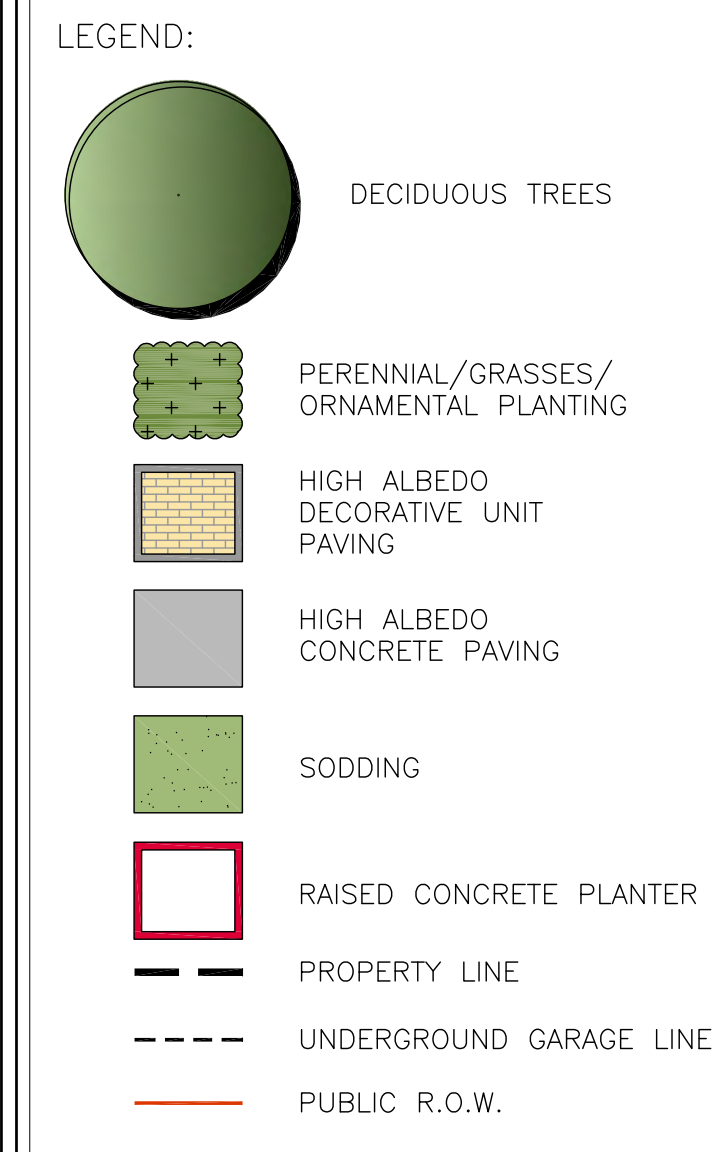 LEGEND:
DECIDUOUS TREES
PERENNIAL/GRASSES/
ORNAMENTAL PLANTING
HIGH ALBEDO
DECORATIVE UNIT
PAVING
HIGH ALBEDO
CONCRETE PAVING
SODDING
RAISED CONCRETE PLANTER
PROPERTY LINE
UNDERGROUND GARAGE LINE
PUBLIC R.O.W.